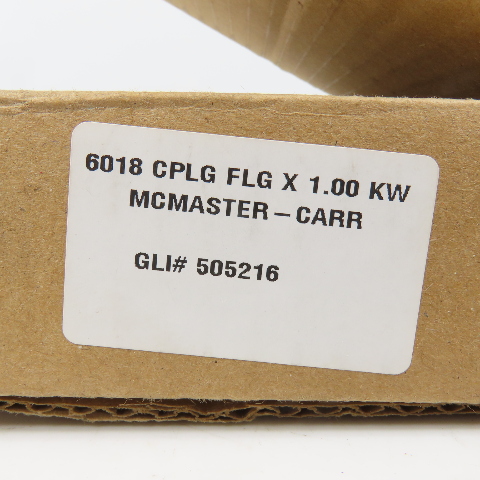 6018 CPLG FLG X 1.00 KW
MCMASTER-CARR
GLI# 505216